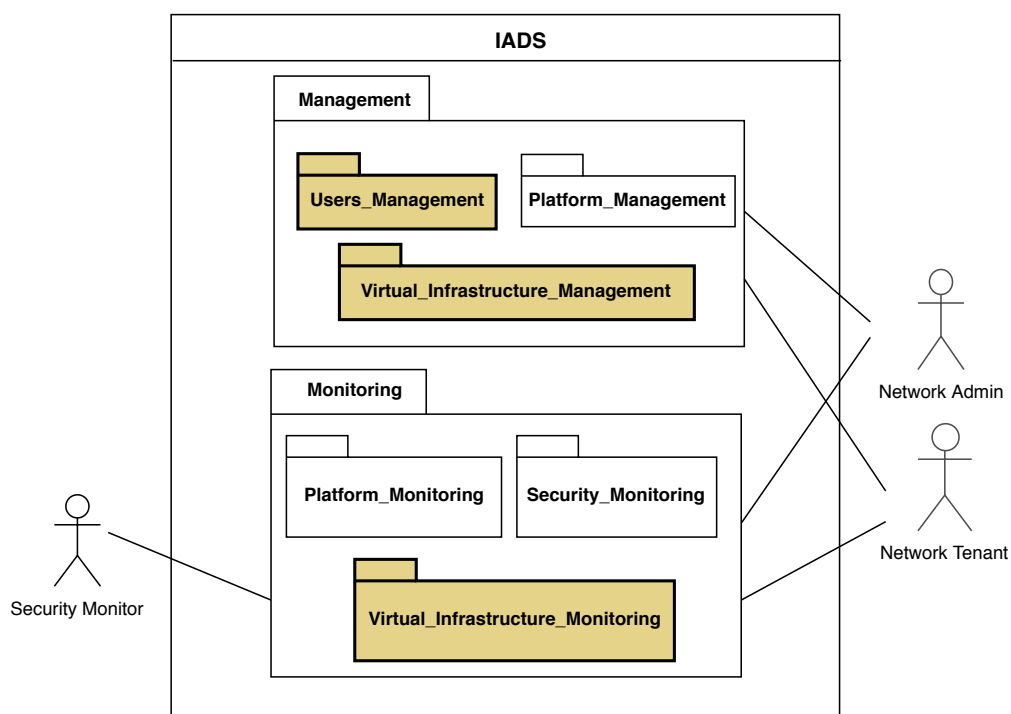 IADS
Management
Users_Management
Platform_Management
Virtual_Infrastructure_Management
Network Admin
Monitoring
Platform_Monitoring
Security_Monitoring
Network Tenant
Security Monitor
Virtual_Infrastructure_Monitoring